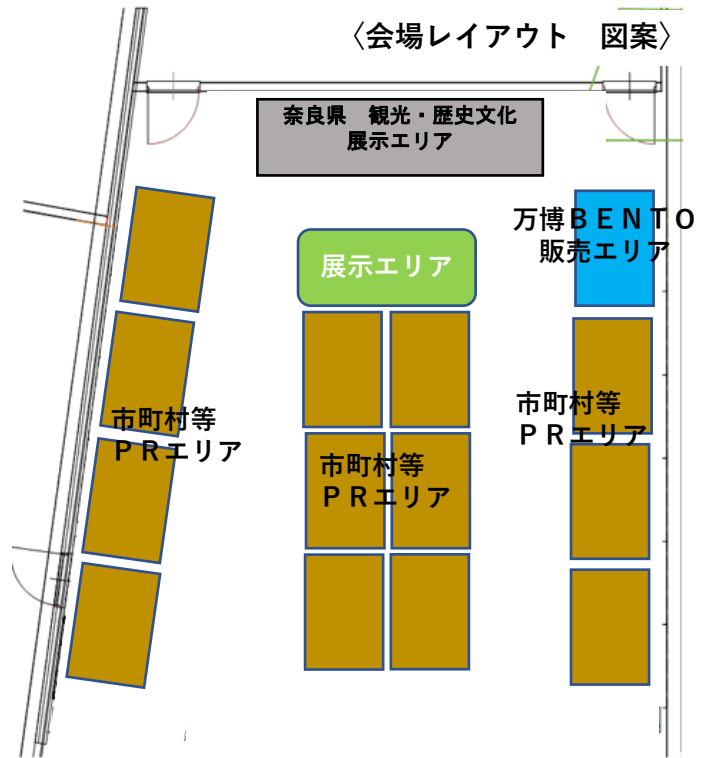 〈会場レイアウト　図案〉
奈良県　観光・歴史文化
展示エリア
万博ＢＥＮＴＯ
販売エリア
展示エリア
市町村等
ＰＲエリア
市町村等
ＰＲエリア
市町村等
ＰＲエリア